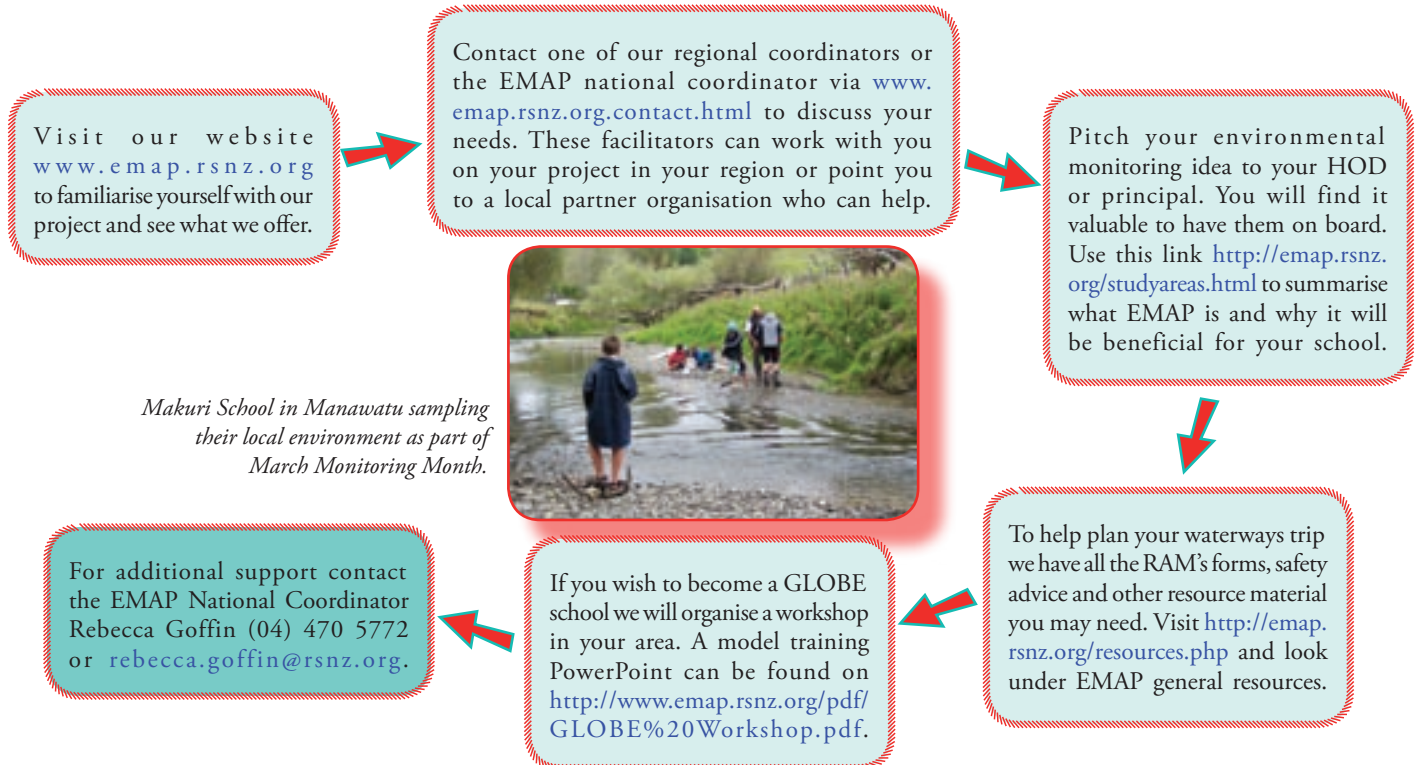 Visit our website
www.emap.rsnz.org
to familiarise yourself with our
project and see what we offer.
Contact one of our regional coordinators or
the EMAP national coordinator via www.
emap.rsnz.org.contact.html to discuss your
needs. These facilitators can work with you
on your project in your region or point you
to a local partner organisation who can help.
Pitch your environmental
monitoring idea to your HOD
or principal. You will find it
valuable to have them on board.
Use this link http://emap.rsnz.
org/studyareas.html to summarise
what EMAP is and why it will
be beneficial for your school.
Makuri School in Manawatu sampling
their local environment as part of
March Monitoring Month.
To help plan your waterways trip
we have all the RAM's forms, safety
advice and other resource material
you may need. Visit http://emap.
rsnz.org/resources.php and look
under EMAP general resources.
If you wish to become a GLOBE
school we will organise a workshop
in your area. A model training
PowerPoint can be found on
http://www.emap.rsnz.org/pdf/
GLOBE%20Workshop.pdf.
For additional support contact
the EMAP National Coordinator
Rebecca Goffin (04) 470 5772
or rebecca.goffin@rsnz.org.